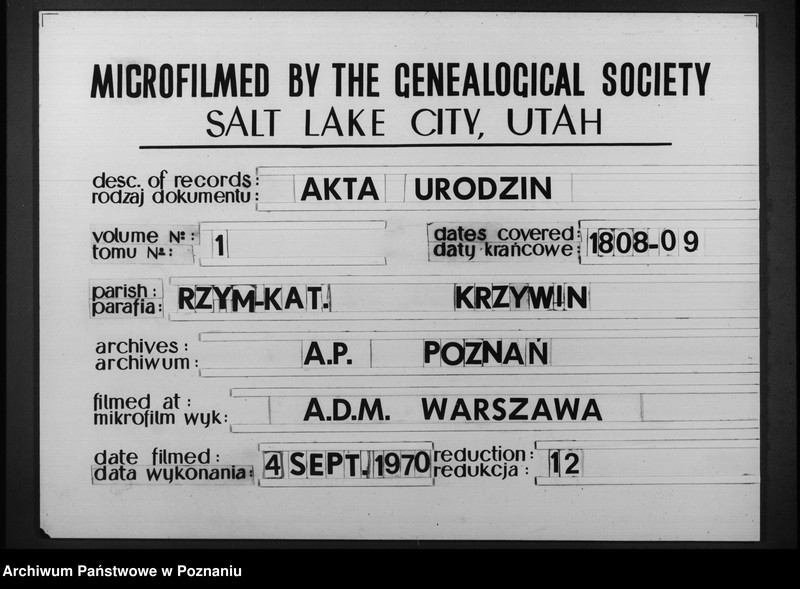 MICROFILMED BY THE GENEALOGICAL SOCIETY
SALT LAKE CITY, UTAH
desc. of records: AKTA URODZIN
rodzaj dokumentu:
volume №: 1 dates covered: 1808-09
tomu №: daty krańcowe:
parish: RZYM-KAT. KRZYWIN
parafia:
archives: A.P. POZNAŃ
archiwum:
filmed at: A.D.M. WARSZAWA
mikrofilm wyk:
date filmed: 4 SEPT. 1970 reduction: 12
data wykonania: redukcja:
Archiwum Państwowe w Poznaniu